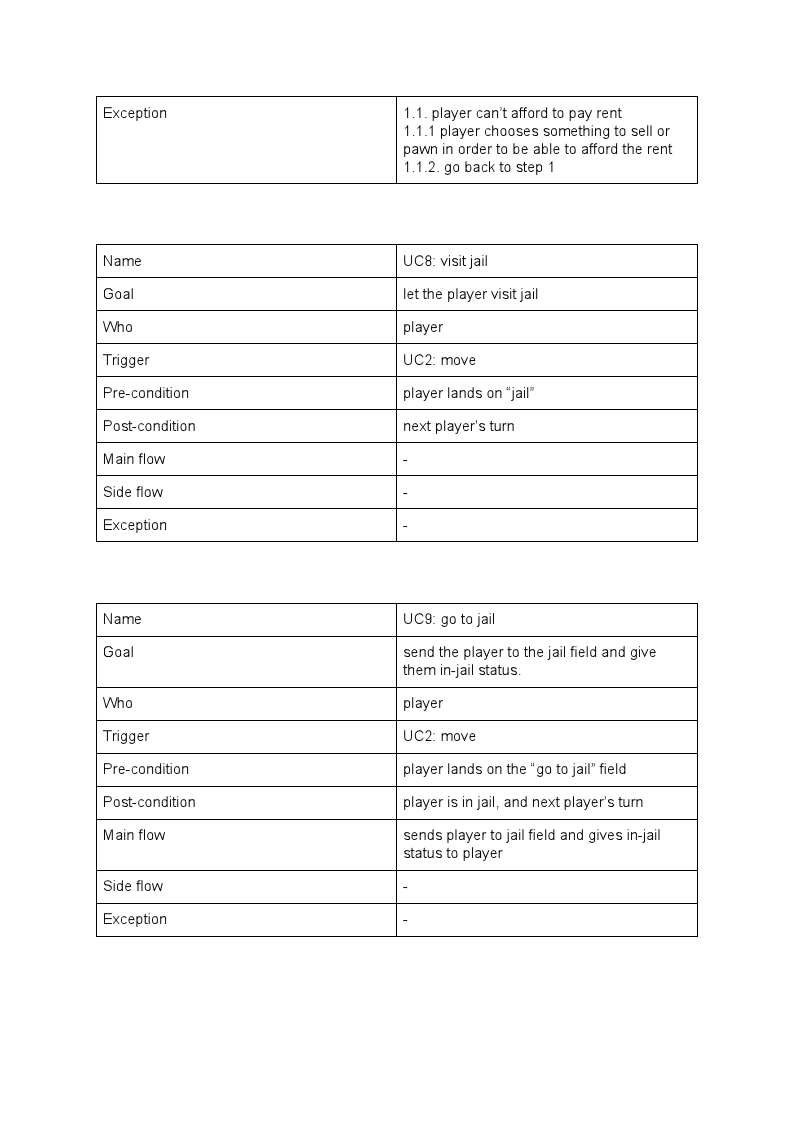 Exception 1.1. player can’t afford to pay rent
1.1.1 player chooses something to sell or
pawn in order to be able to afford the rent
1.1.2. go back to step 1
Name UC8: visit jail
Goal let the player visit jail
Who player
Trigger UC2: move
Pre-condition player lands on “jail”
Post-condition next player’s turn
Main flow -
Side flow -
Exception -
Name UC9: go to jail
Goal send the player to the jail field and give
them in-jail status.
Who player
Trigger UC2: move
Pre-condition player lands on the “go to jail” field
Post-condition player is in jail, and next player’s turn
Main flow sends player to jail field and gives in-jail
status to player
Side flow -
Exception -